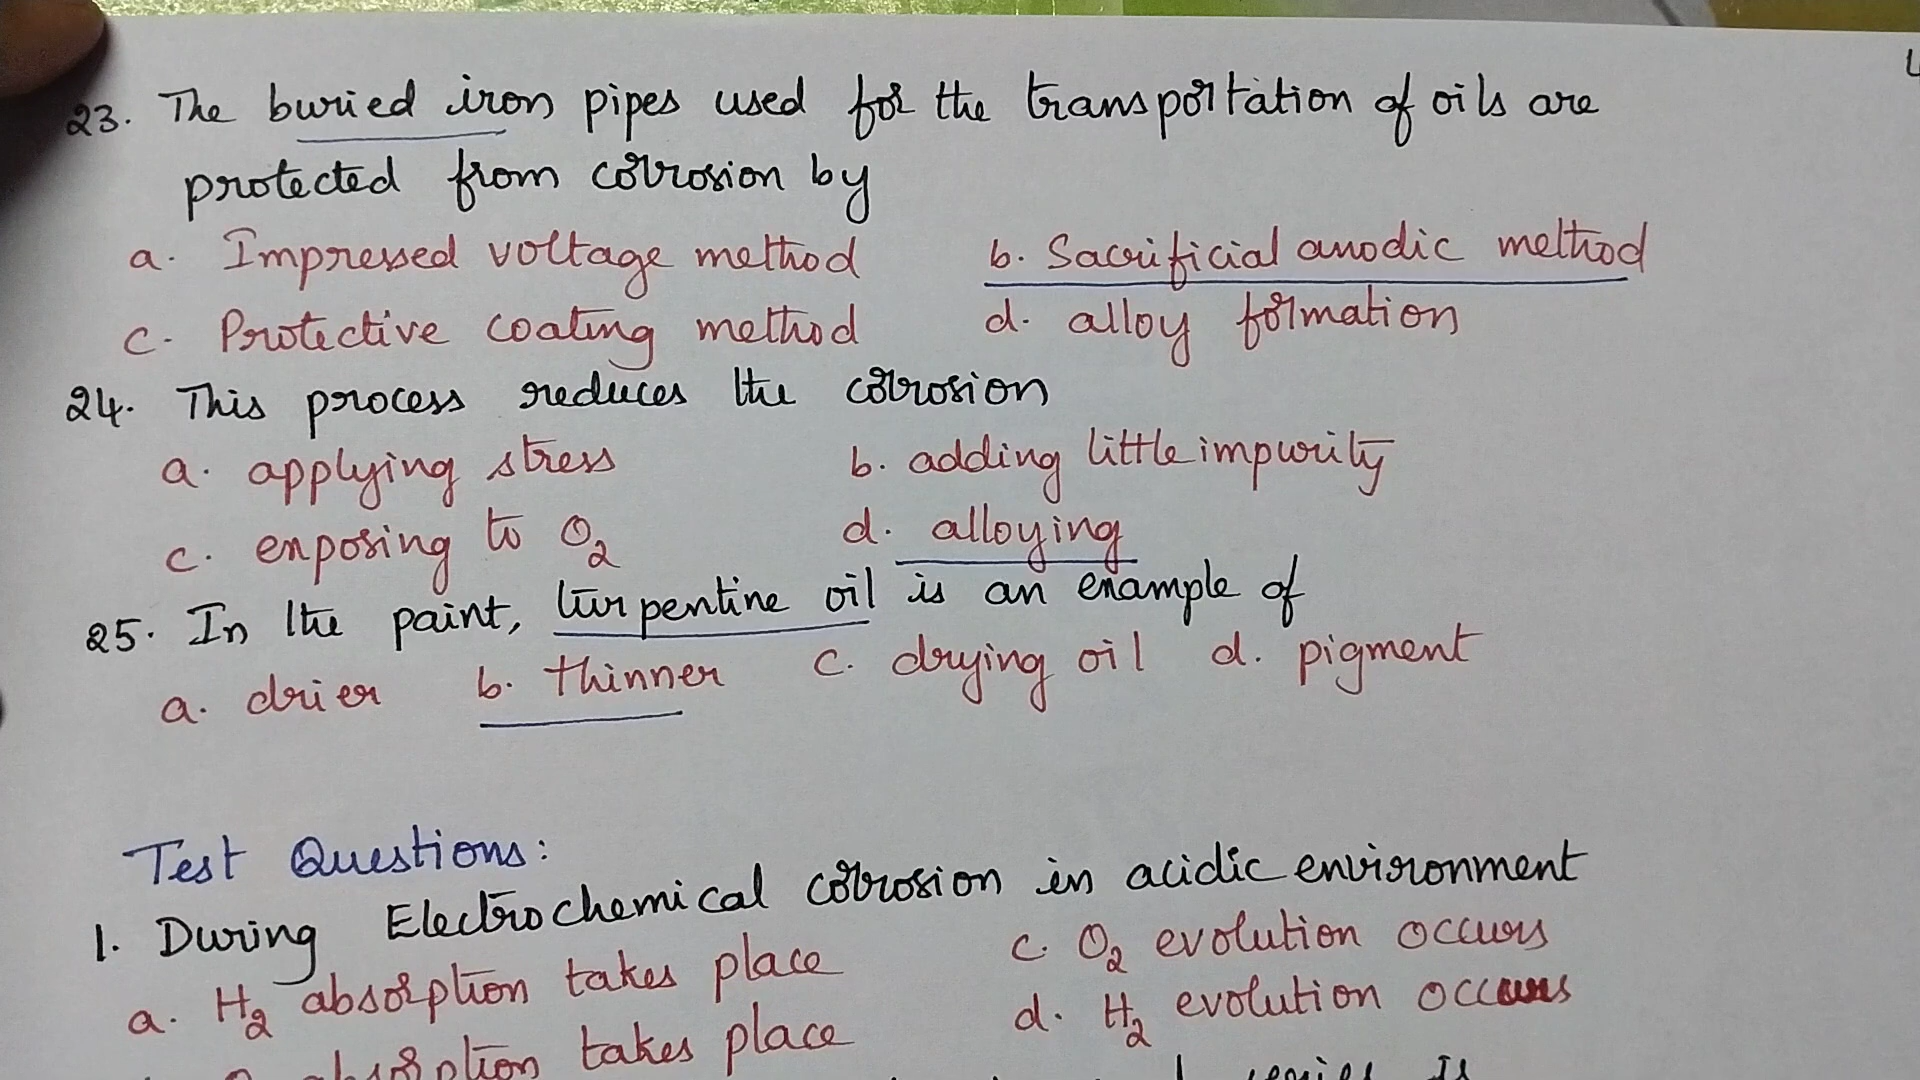 23. The buried iron pipes used for the transportation of oils are
protected from corrosion by
a. Impressed voltage method b. Sacrificial anodic method
c. Protective coating method d. alloy formation
24. This process reduces the corrosion
a. applying stress b. adding little impurity
c. exposing to O2 d. alloying
25. In the paint, turpentine oil is an example of
a. drier b. thinner c. drying oil d. pigment
Test Questions:
1. During Electrochemical corrosion in acidic environment
a. H2 absorption takes place c. O2 evolution occurs
absorption takes place d. H2 evolution occurs
series is